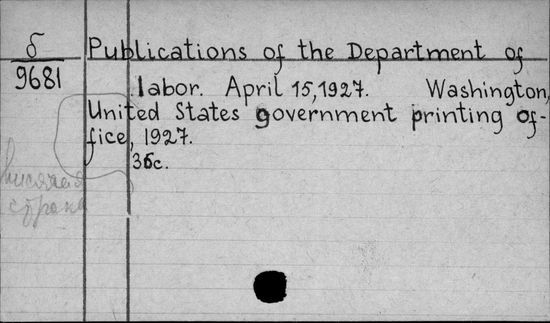 б
9681
Publications of the Department of
labor. April 15, 1927. Washington,
United States government printing of-
fice, 1927.
36c.